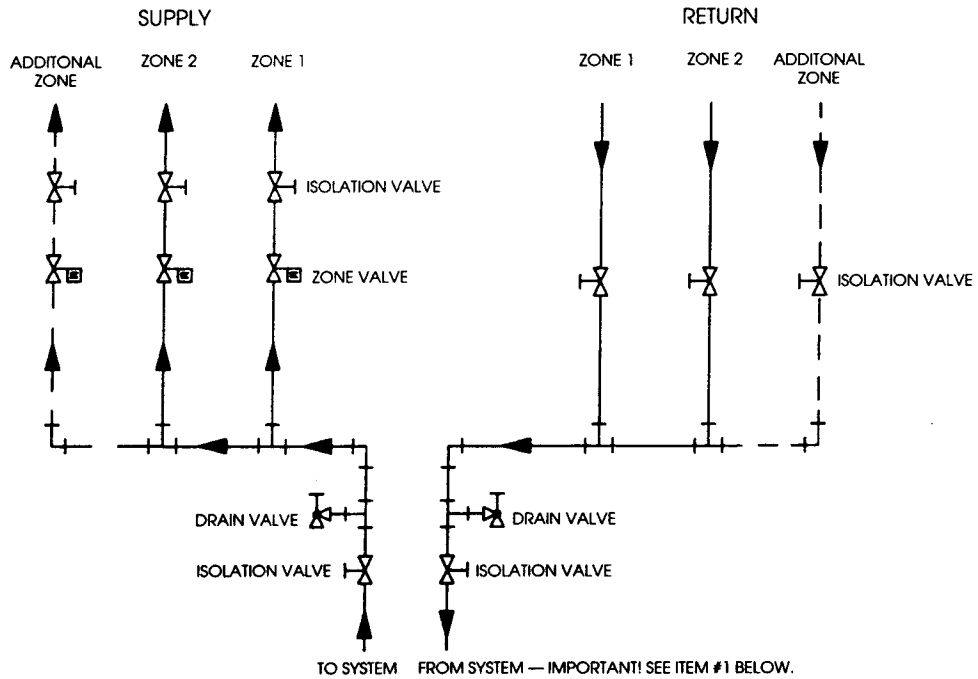 SUPPLY
RETURN
ADDITONAL
ZONE
ZONE 2
ZONE 1
ZONE 1
ZONE 2
ADDITONAL
ZONE
ISOLATION VALVE
ZONE VALVE
ISOLATION VALVE
DRAIN VALVE
DRAIN VALVE
ISOLATION VALVE
ISOLATION VALVE
TO SYSTEM
FROM SYSTEM — IMPORTANT! SEE ITEM #1 BELOW.